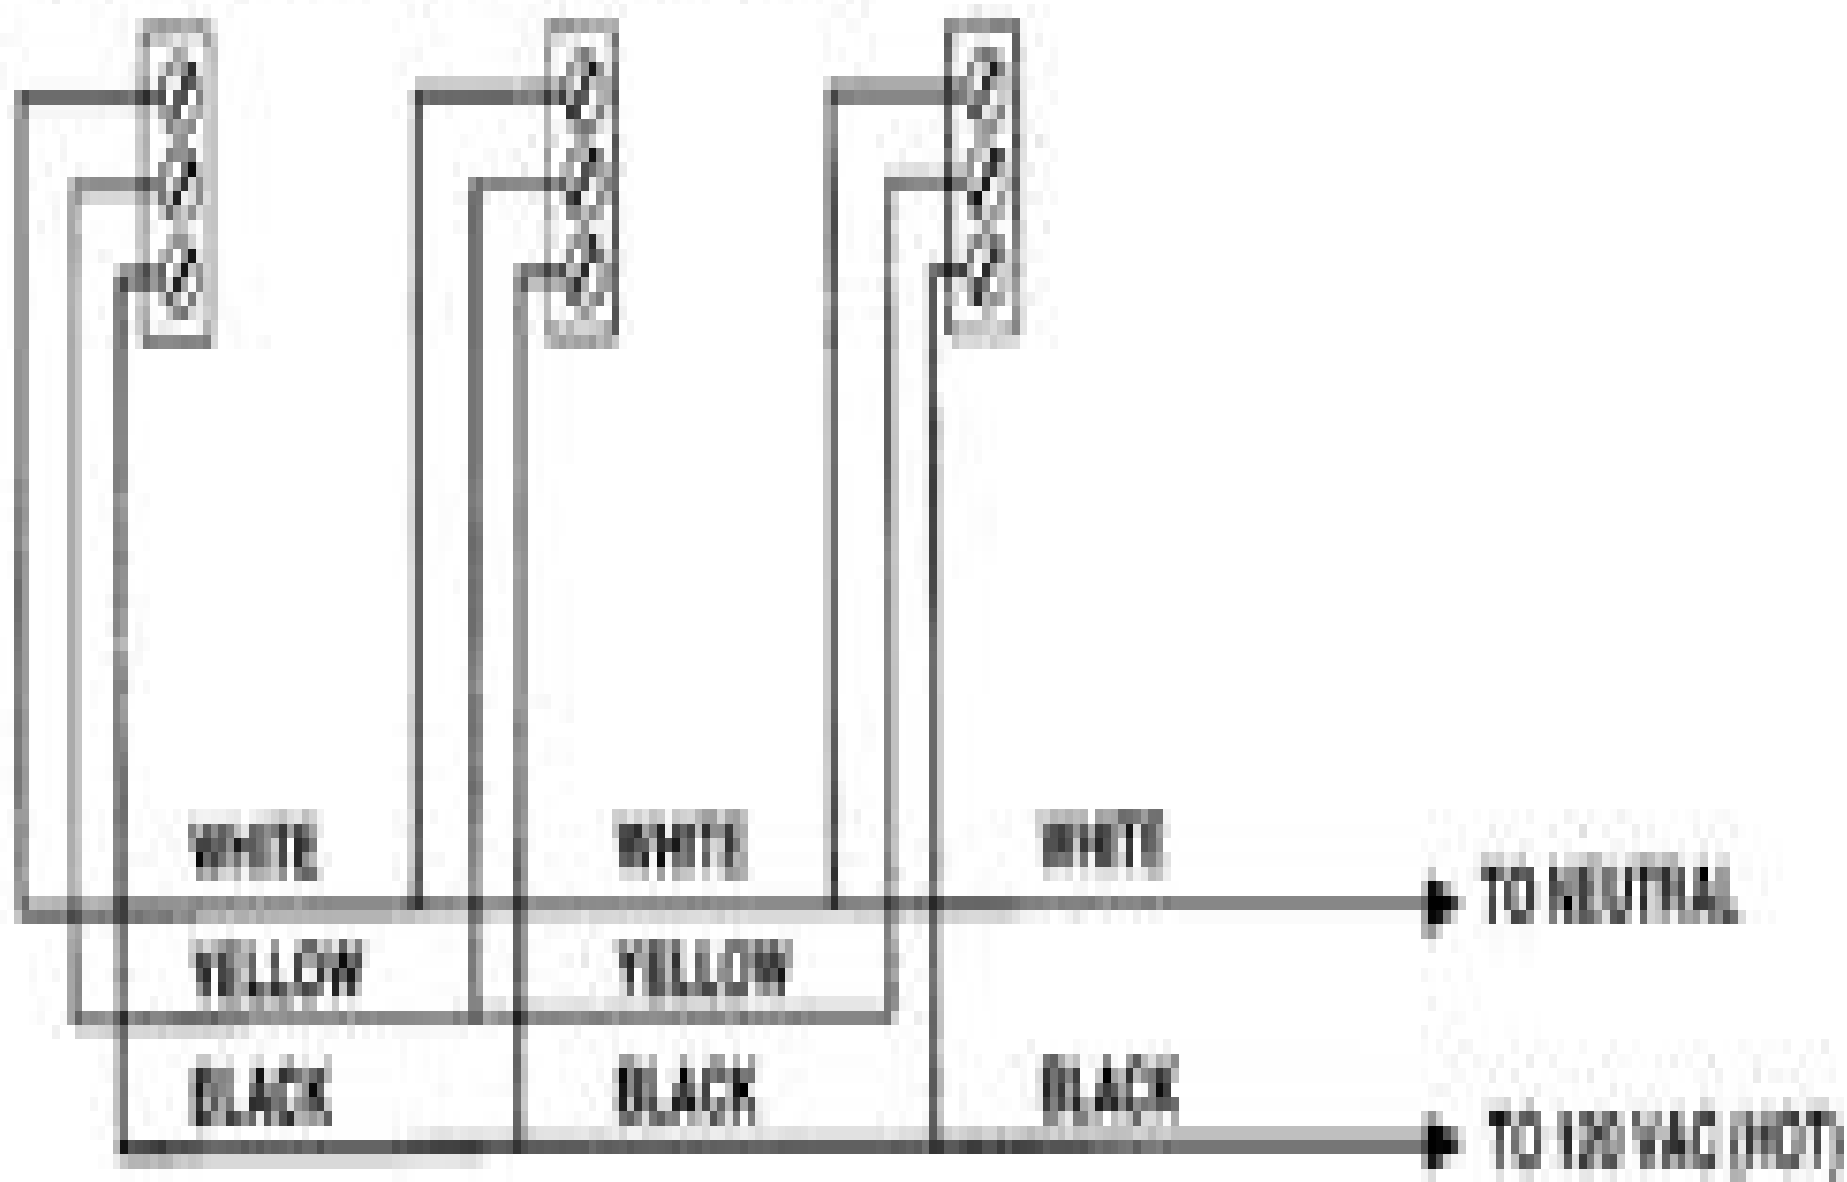 WHITE WHITE WHITE
TO NEUTRAL
YELLOW YELLOW
BLACK BLACK BLACK
TO 120 VAC (HOT)